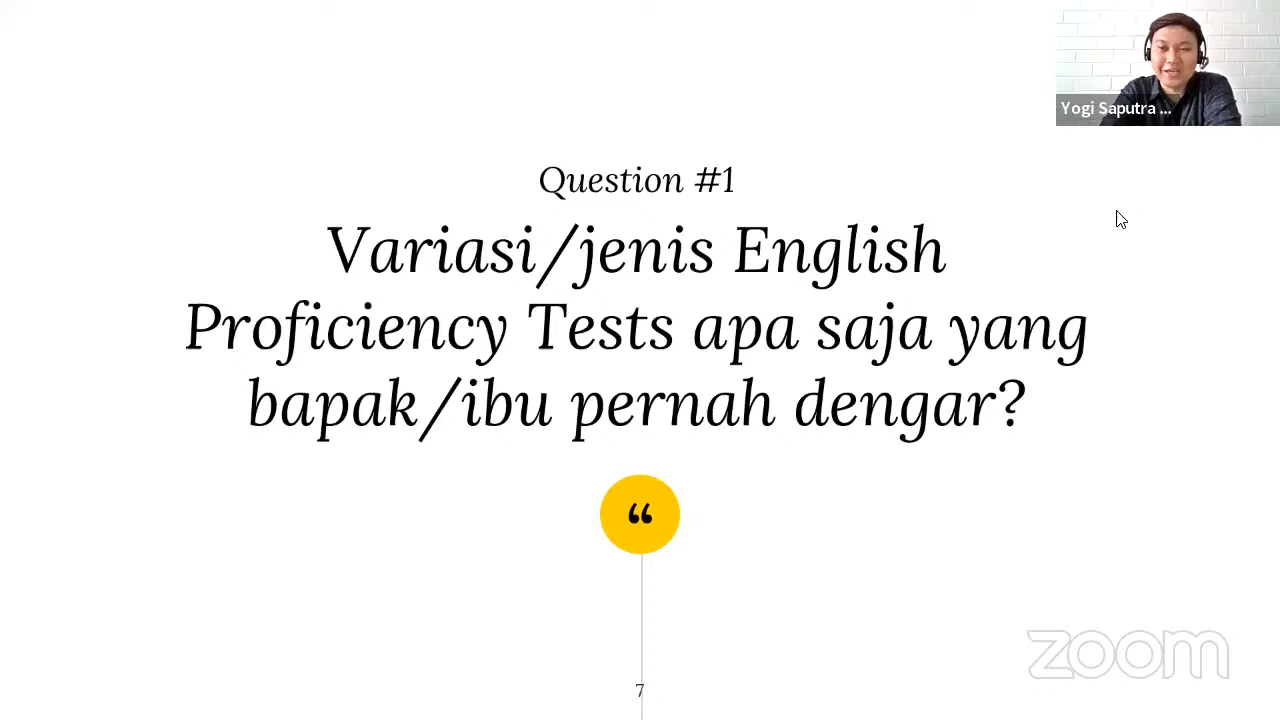 Yogi Saputra ...
Question #1
Variasi/jenis English
Proficiency Tests apa saja yang
bapak/ibu pernah dengar?
“
zoom
7